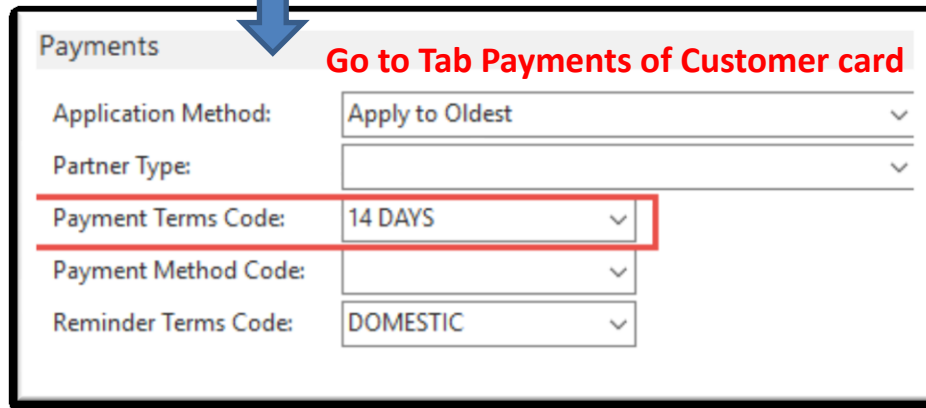 Payments
Go to Tab Payments of Customer card
Application Method: Apply to Oldest
Partner Type:
Payment Terms Code: 14 DAYS
Payment Method Code:
Reminder Terms Code: DOMESTIC